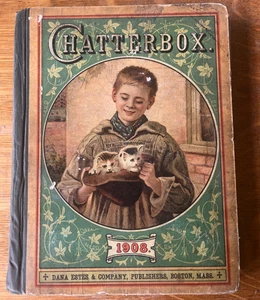 CHATTERBOX.
1908.
DANA ESTES & COMPANY, PUBLISHERS, BOSTON, MASS.